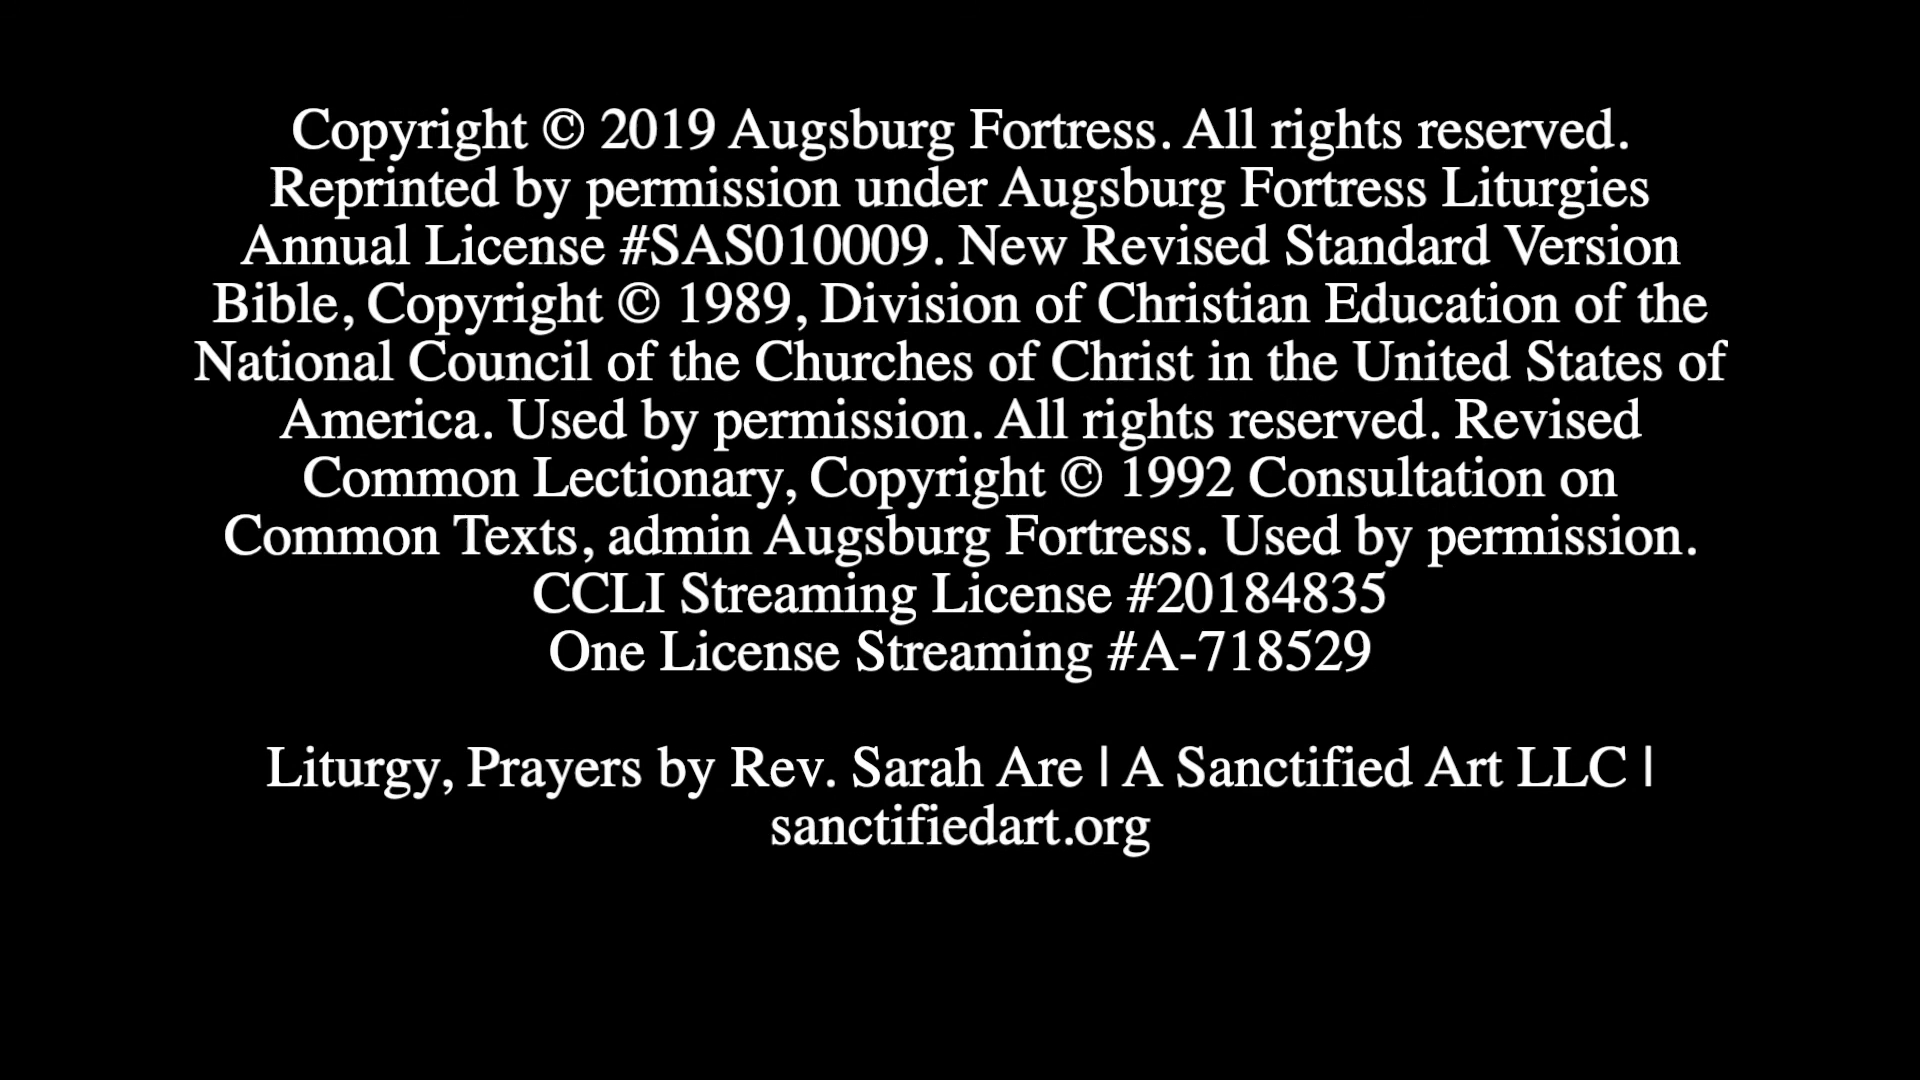 Copyright © 2019 Augsburg Fortress. All rights reserved.
Reprinted by permission under Augsburg Fortress Liturgies
Annual License #SAS010009. New Revised Standard Version
Bible, Copyright © 1989, Division of Christian Education of the
National Council of the Churches of Christ in the United States of
America. Used by permission. All rights reserved. Revised
Common Lectionary, Copyright © 1992 Consultation on
Common Texts, admin Augsburg Fortress. Used by permission.
CCLI Streaming License #20184835
One License Streaming #A-718529
Liturgy, Prayers by Rev. Sarah Are | A Sanctified Art LLC |
sanctifiedart.org